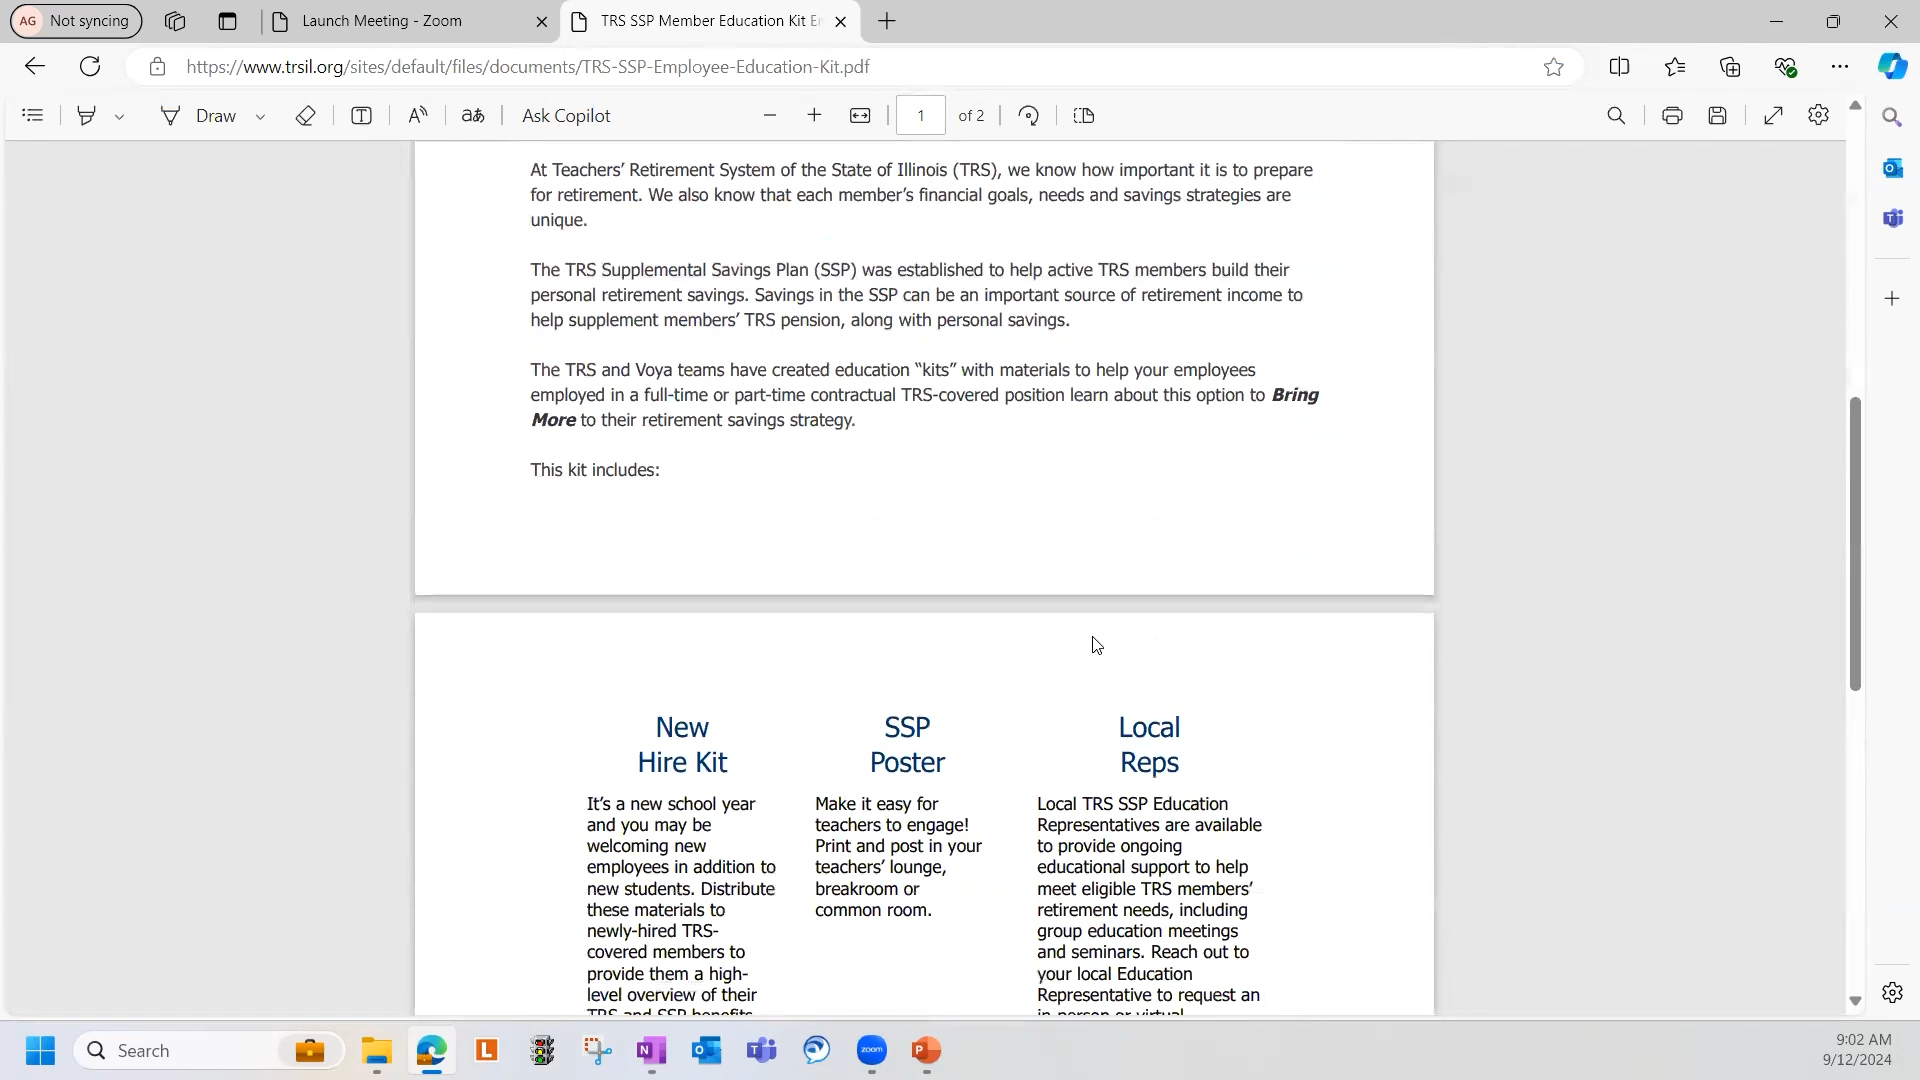 AG Not syncing
Launch Meeting - Zoom
TRS SSP Member Education Kit
https://www.trsil.org/sites/default/files/documents/TRS-SSP-Employee-Education-Kit.pdf
Draw
Ask Copilot
1 of 2
At Teachers’ Retirement System of the State of Illinois (TRS), we know how important it is to prepare
for retirement. We also know that each member’s financial goals, needs and savings strategies are
unique.
The TRS Supplemental Savings Plan (SSP) was established to help active TRS members build their
personal retirement savings. Savings in the SSP can be an important source of retirement income to
help supplement members’ TRS pension, along with personal savings.
The TRS and Voya teams have created education “kits” with materials to help your employees
employed in a full-time or part-time contractual TRS-covered position learn about this option to Bring
More to their retirement savings strategy.
This kit includes:
New
Hire Kit
It’s a new school year
and you may be
welcoming new
employees in addition to
new students. Distribute
these materials to
newly-hired TRS-
covered members to
provide them a high-
level overview of their
TRS and SSP benefits
SSP
Poster
Make it easy for
teachers to engage!
Print and post in your
teachers’ lounge,
breakroom or
common room.
Local
Reps
Local TRS SSP Education
Representatives are available
to provide ongoing
educational support to help
meet eligible TRS members’
retirement needs, including
group education meetings
and seminars. Reach out to
your local Education
Representative to request an
in-person or virtual
Search
zoom
9:02 AM
9/12/2024